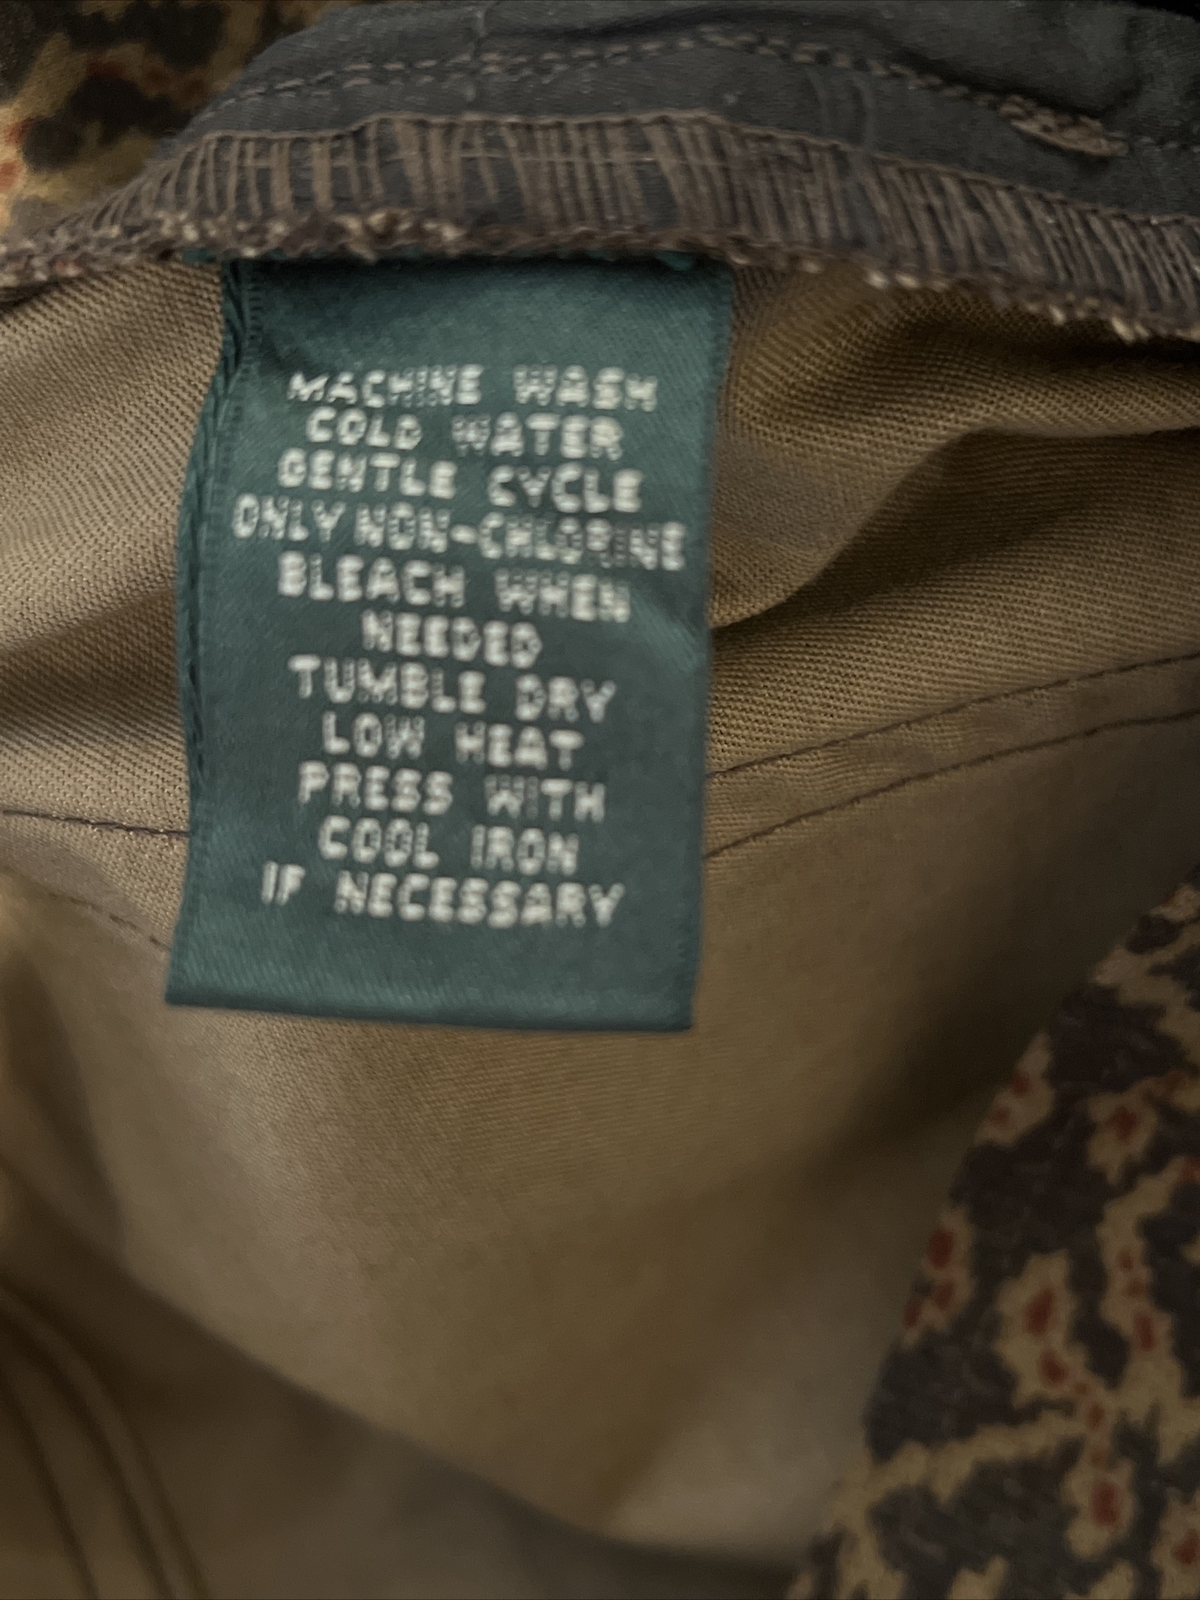 MACHINE WASH
COLD WATER
GENTLE CYCLE
ONLY NON-CHLORINE
BLEACH WHEN
NEEDED
TUMBLE DRY
LOW HEAT
PRESS WITH
COOL IRON
IF NECESSARY